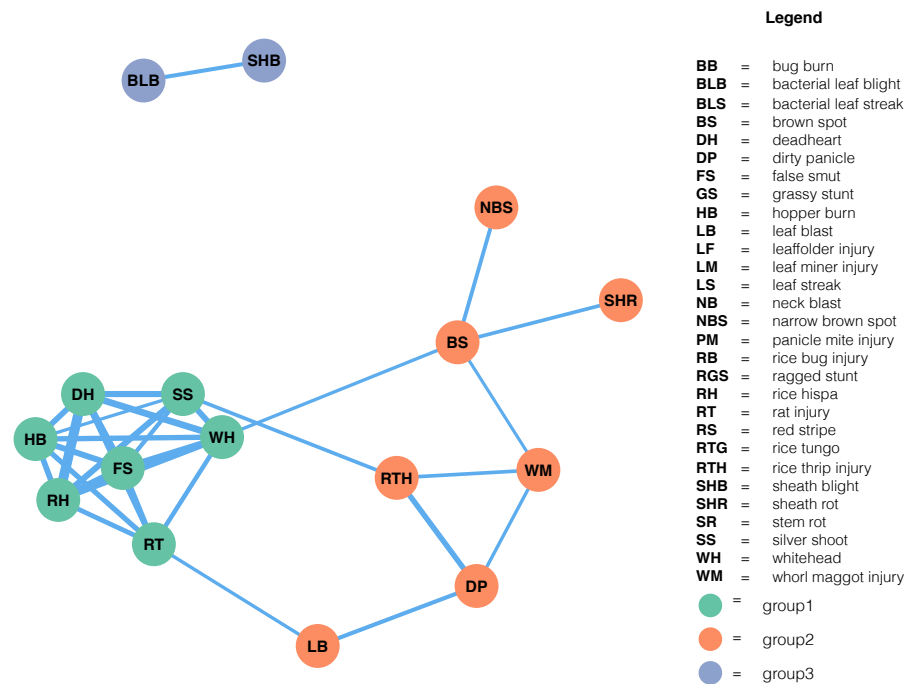 Legend
SHB
BLB
NBS
SHR
BS
DH
SS
HB
WH
FS
RTH
WM
RH
RT
DP
LB
BB = bug burn
BLB = bacterial leaf blight
BLS = bacterial leaf streak
BS = brown spot
DH = deadheart
DP = dirty panicle
FS = false smut
GS = grassy stunt
HB = hopper burn
LB = leaf blast
LF = leaffolder injury
LM = leaf miner injury
LS = leaf streak
NB = neck blast
NBS = narrow brown spot
PM = panicle mite injury
RB = rice bug injury
RGS = ragged stunt
RH = rice hispa
RT = rat injury
RS = red stripe
RTG = rice tungo
RTH = rice thrip injury
SHB = sheath blight
SHR = sheath rot
SR = stem rot
SS = silver shoot
WH = whitehead
WM = whorl maggot injury
= group1
= group2
= group3